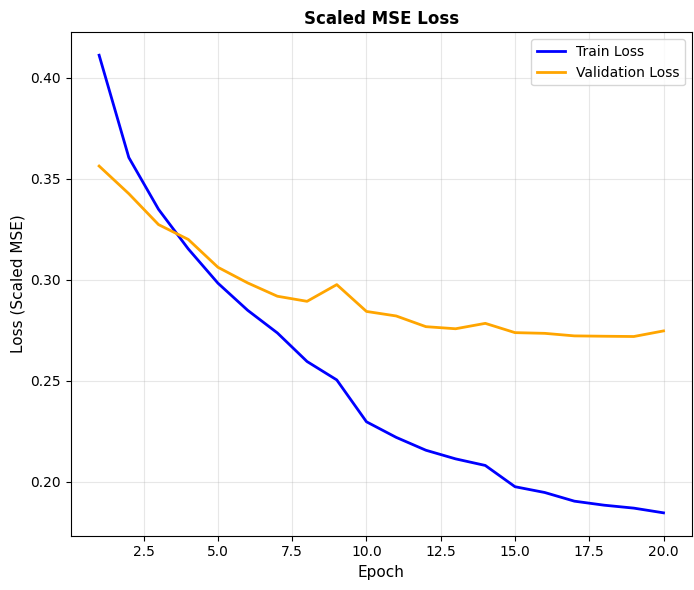 Scaled MSE Loss
Train Loss
Validation Loss
0.40
0.35
0.30
0.25
0.20
Loss (Scaled MSE)
2.5 5.0 7.5 10.0 12.5 15.0 17.5 20.0
Epoch